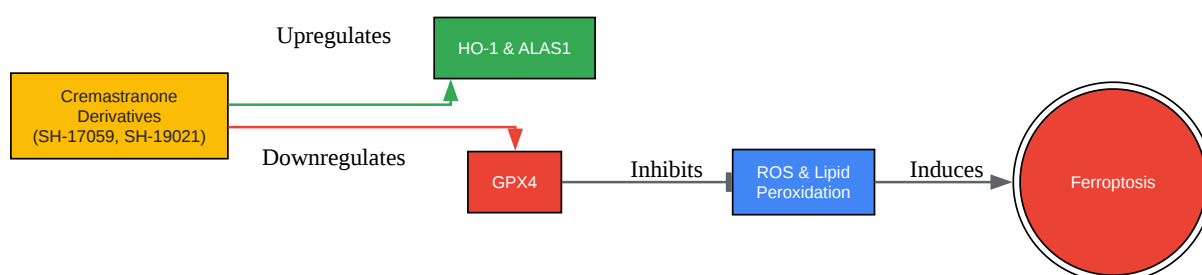 Upregulates
HO-1 & ALAS1
Cremastranone
Derivatives
(SH-17059, SH-19021)
Downregulates
GPX4
Inhibits
ROS & Lipid
Peroxidation
Induces
Ferroptosis